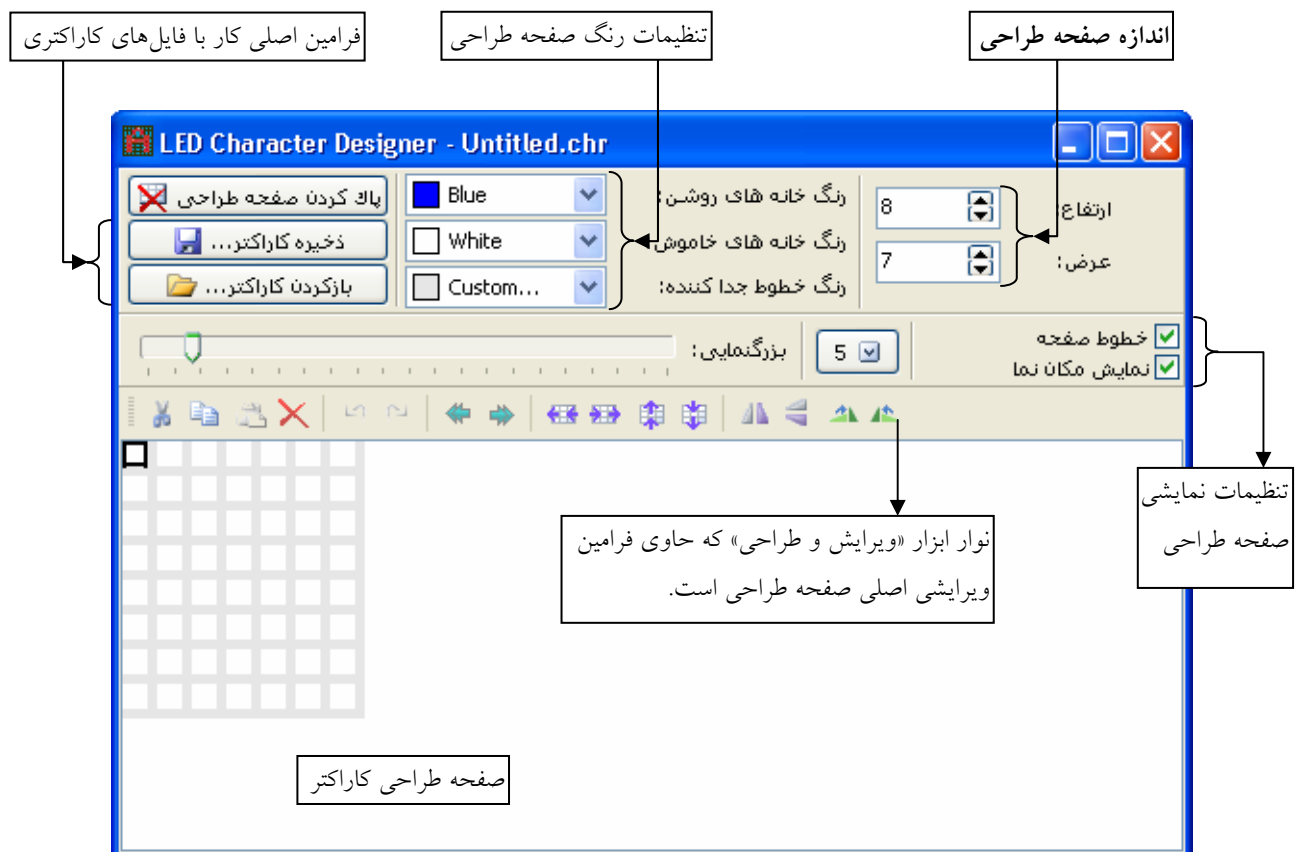 اندازه صفحه طراحی
تنظیمات رنگ صفحه طراحی
فرامین اصلی کار با فایل‌های کاراکتری
LED Character Designer - Untitled.chr
ارتفاع:
8
عرض:
7
رنگ خانه های روشن:
Blue
رنگ خانه های خاموش:
White
رنگ خطوط جدا کننده:
Custom...
پاک کردن صفحه طراحی
ذخیره کاراکتر...
بازکردن کاراکتر...
خطوط صفحه
نمایش مکان نما
5
بزرگنمایی:
تنظیمات نمایشی
صفحه طراحی
نوار ابزار «ویرایش و طراحی» که حاوی فرامین
ویرایشی اصلی صفحه طراحی است.
صفحه طراحی کاراکتر